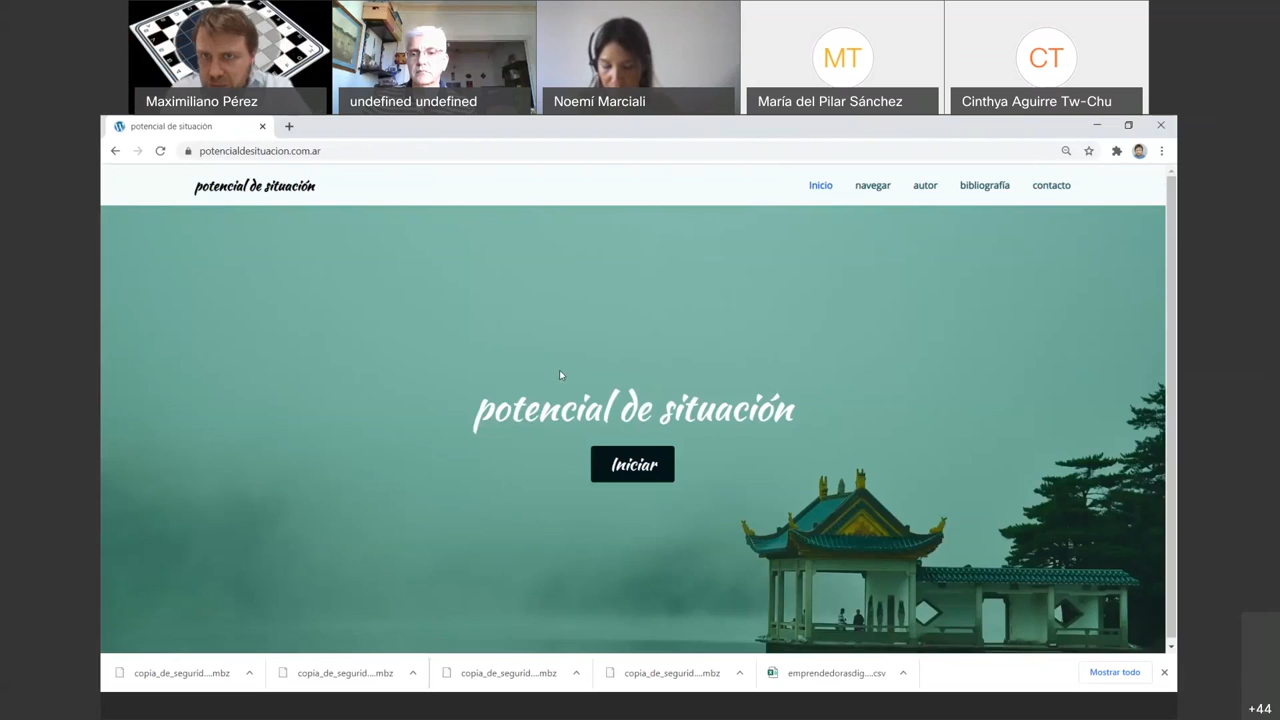 MT
CT
Maximiliano Pérez
undefined undefined
Noemí Marciali
María del Pilar Sánchez
Cinthya Aguirre Tw-Chu
potencial de situación
potencialdesituacion.com.ar
potencial de situación
Inicio
navegar
autor
bibliografía
contacto
potencial de situación
Iniciar
copia_de_segurid....mbz
copia_de_segurid....mbz
copia_de_segurid....mbz
copia_de_segurid....mbz
emprendedorasdig....csv
Mostrar todo
+44